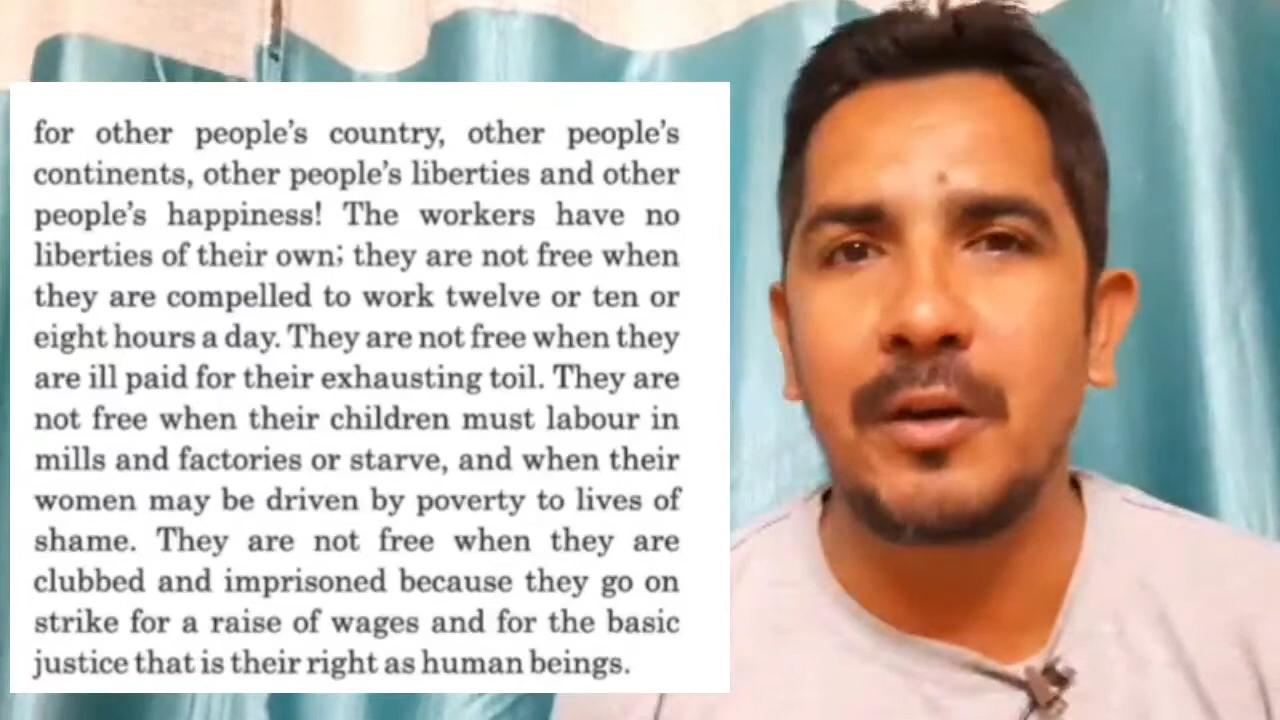 for other people's country, other people's
continents, other people's liberties and other
people's happiness! The workers have no
liberties of their own; they are not free when
they are compelled to work twelve or ten or
eight hours a day. They are not free when they
are ill paid for their exhausting toil. They are
not free when their children must labour in
mills and factories or starve, and when their
women may be driven by poverty to lives of
shame. They are not free when they are
clubbed and imprisoned because they go on
strike for a raise of wages and for the basic
justice that is their right as human beings.